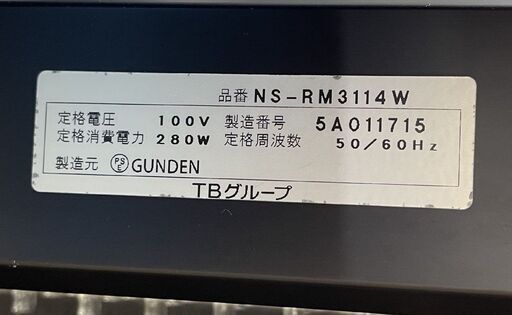 品番 NS-RM3114W
定格電圧 100V 製造番号 5A011715
定格消費電力 280W 定格周波数 50/60Hz
製造元 PSE GUNDEN
TBグループ